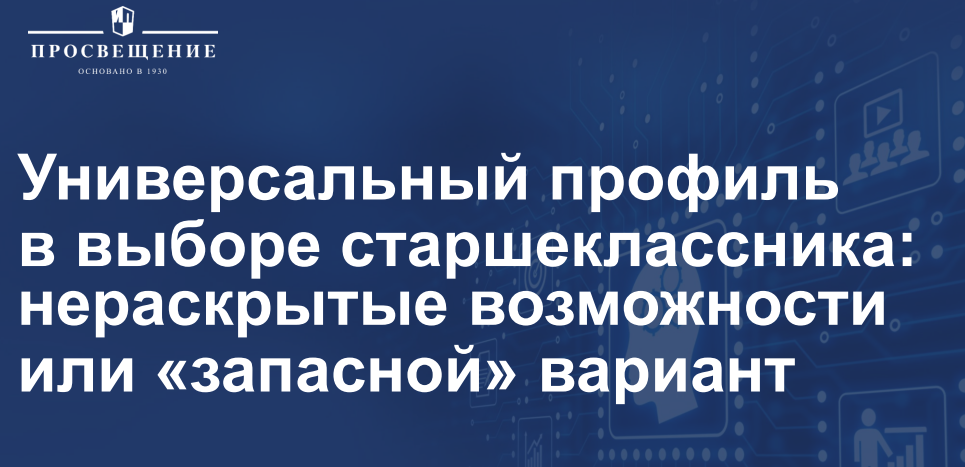 ПРОСВЕЩЕНИЕ
ОСНОВАНО В 1930
Универсальный профиль
в выборе старшеклассника:
нераскрытые возможности
или «запасной» вариант